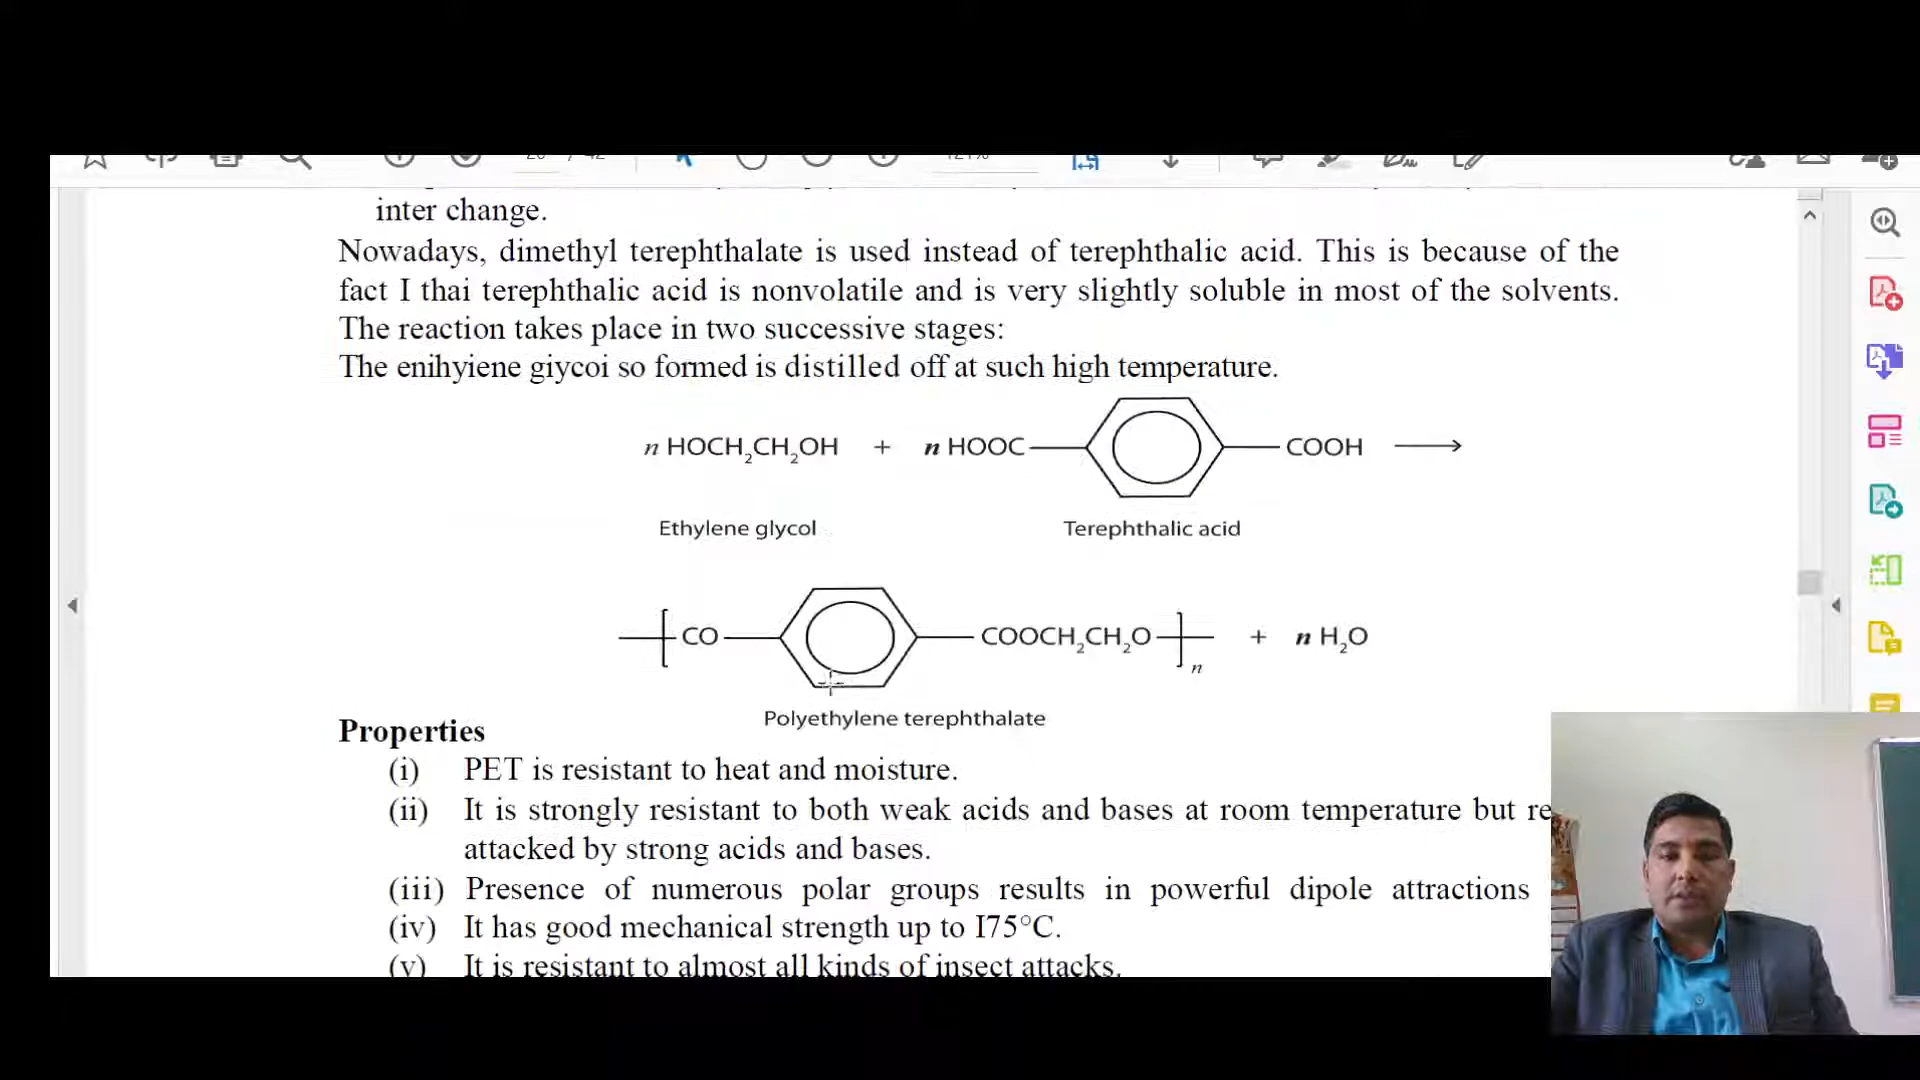 inter change.
Nowadays, dimethyl terephthalate is used instead of terephthalic acid. This is because of the
fact I thai terephthalic acid is nonvolatile and is very slightly soluble in most of the solvents.
The reaction takes place in two successive stages:
The enihyiene giycoi so formed is distilled off at such high temperature.
n HOCH₂CH₂OH + n HOOC COOH
Ethylene glycol Terephthalic acid
CO COOCH₂CH₂O n + n H₂O
Polyethylene terephthalate
Properties
(i) PET is resistant to heat and moisture.
(ii) It is strongly resistant to both weak acids and bases at room temperature but
attacked by strong acids and bases.
(iii) Presence of numerous polar groups results in powerful dipole attractions
(iv) It has good mechanical strength up to I75°C.
(v) It is resistant to almost all kinds of insect attacks.